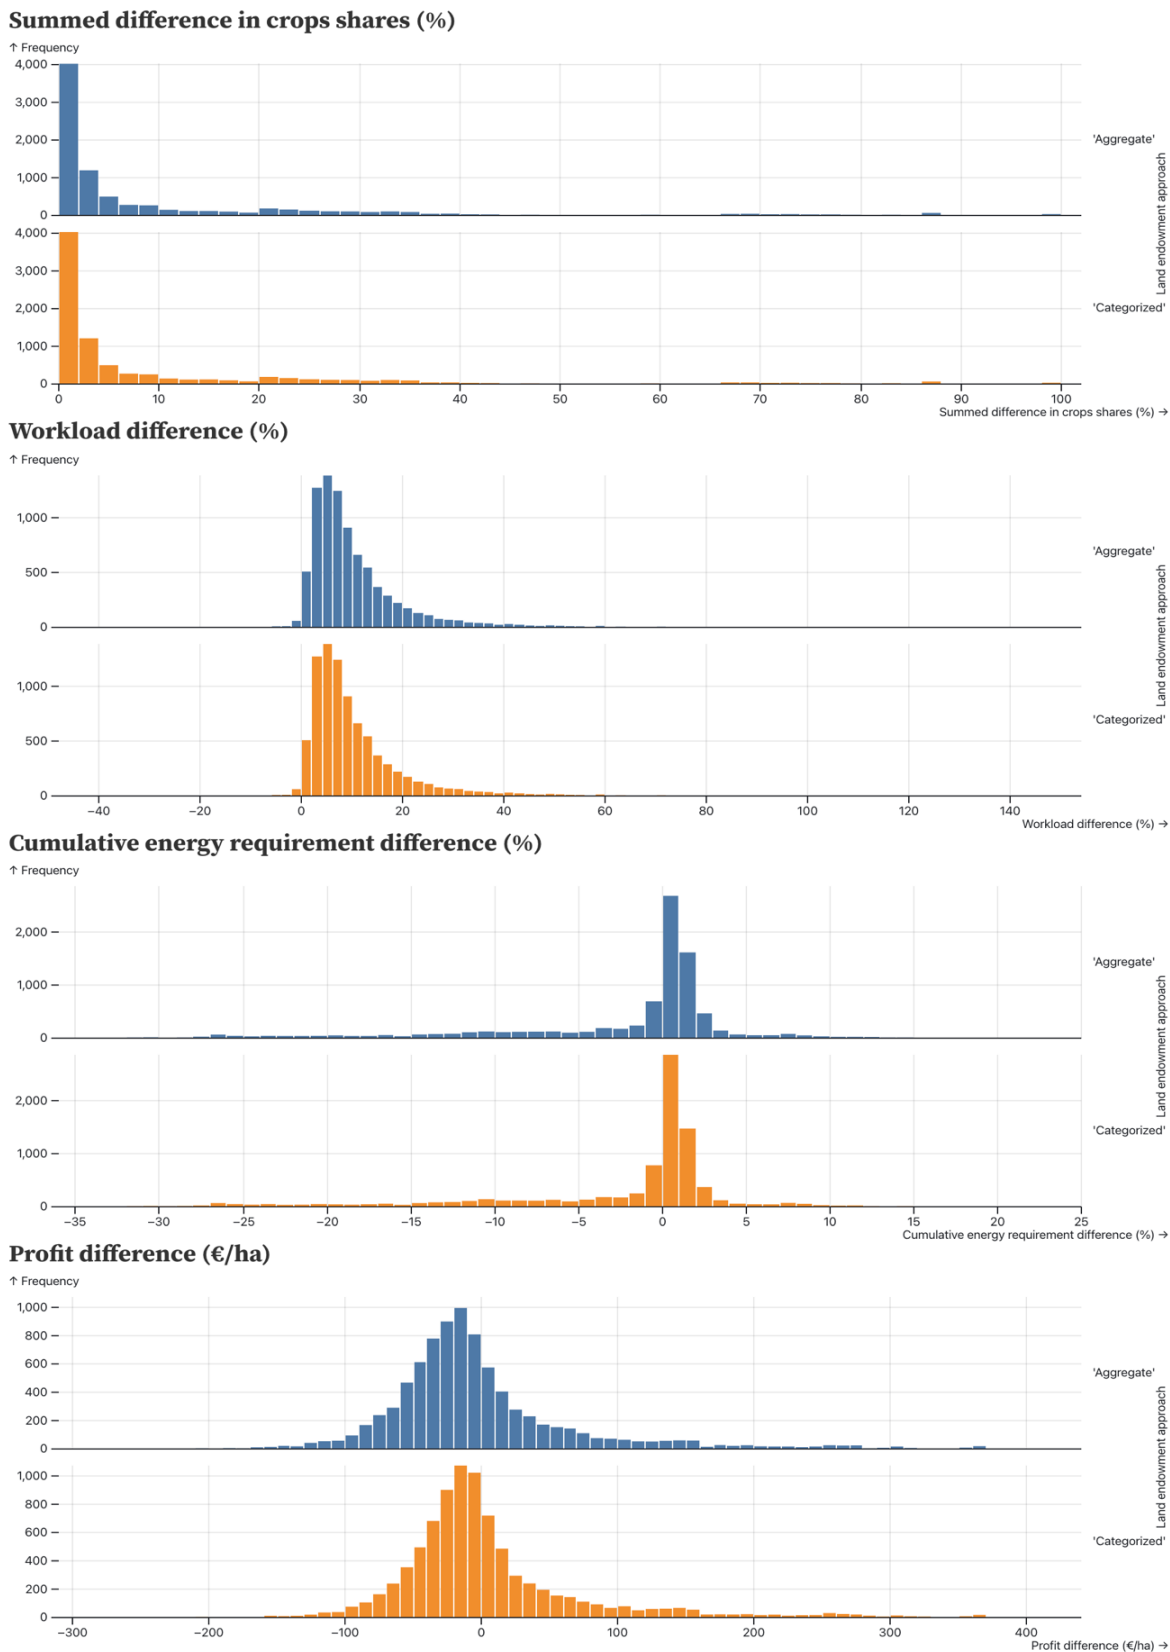 Summed difference in crops shares (%)
↑ Frequency
4,000
3,000
2,000
1,000
0
'Aggregate'
4,000
3,000
2,000
1,000
0
'Categorized'
Land endowment approach
0 10 20 30 40 50 60 70 80 90 100
Summed difference in crops shares (%) →
Workload difference (%)
↑ Frequency
1,000
500
0
'Aggregate'
1,000
500
0
'Categorized'
Land endowment approach
−40 −20 0 20 40 60 80 100 120 140
Workload difference (%) →
Cumulative energy requirement difference (%)
↑ Frequency
2,000
1,000
0
'Aggregate'
2,000
1,000
0
'Categorized'
Land endowment approach
−35 −30 −25 −20 −15 −10 −5 0 5 10 15 20 25
Cumulative energy requirement difference (%) →
Profit difference (€/ha)
↑ Frequency
1,000
800
600
400
200
0
'Aggregate'
1,000
800
600
400
200
0
'Categorized'
Land endowment approach
−300 −200 −100 0 100 200 300 400
Profit difference (€/ha) →